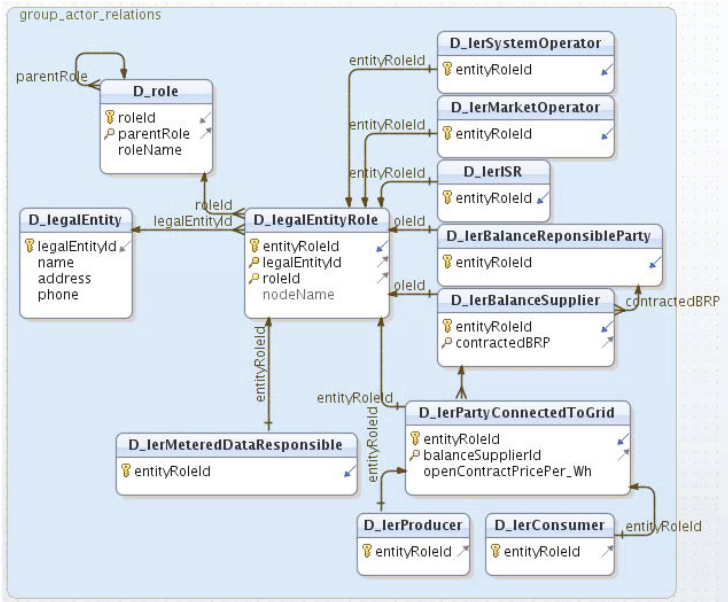 group_actor_relations
parentRole
D_role
roleId
parentRole
roleName
D_lerSystemOperator
entityRoleId
entityRoleId
D_lerMarketOperator
entityRoleId
entityRoleId
D_lerISR
entityRoleId
entityRoleId
D_legalEntity
legalEntityId
name
address
phone
roleId
legalEntityId
D_legalEntityRole
entityRoleId
legalEntityId
roleId
nodeName
oleId
D_lerBalanceReponsibleParty
entityRoleId
oleId
D_lerBalanceSupplier
entityRoleId
contractedBRP
contractedBRP
entityRoleId
entityRoleId
entityRoleId
D_lerPartyConnectedToGrid
entityRoleId
balanceSupplierId
openContractPricePer_Wh
D_lerMeteredDataResponsible
entityRoleId
D_lerProducer
entityRoleId
D_lerConsumer
entityRoleId
entityRoleId